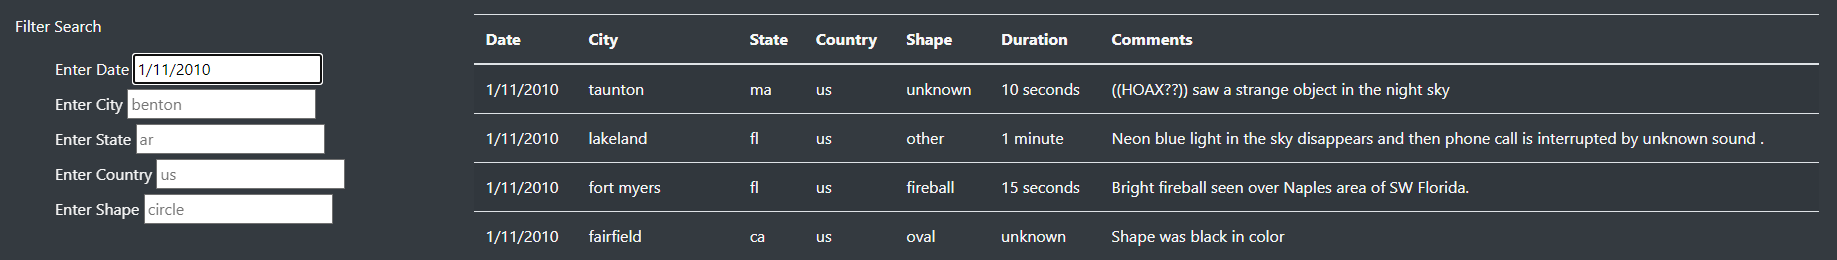 Filter Search
Enter Date 1/11/2010
Enter City benton
Enter State ar
Enter Country us
Enter Shape circle
Date City State Country Shape Duration Comments
1/11/2010 taunton ma us unknown 10 seconds ((HOAX??)) saw a strange object in the night sky
1/11/2010 lakeland fl us other 1 minute Neon blue light in the sky disappears and then phone call is interrupted by unknown sound .
1/11/2010 fort myers fl us fireball 15 seconds Bright fireball seen over Naples area of SW Florida.
1/11/2010 fairfield ca us oval unknown Shape was black in color